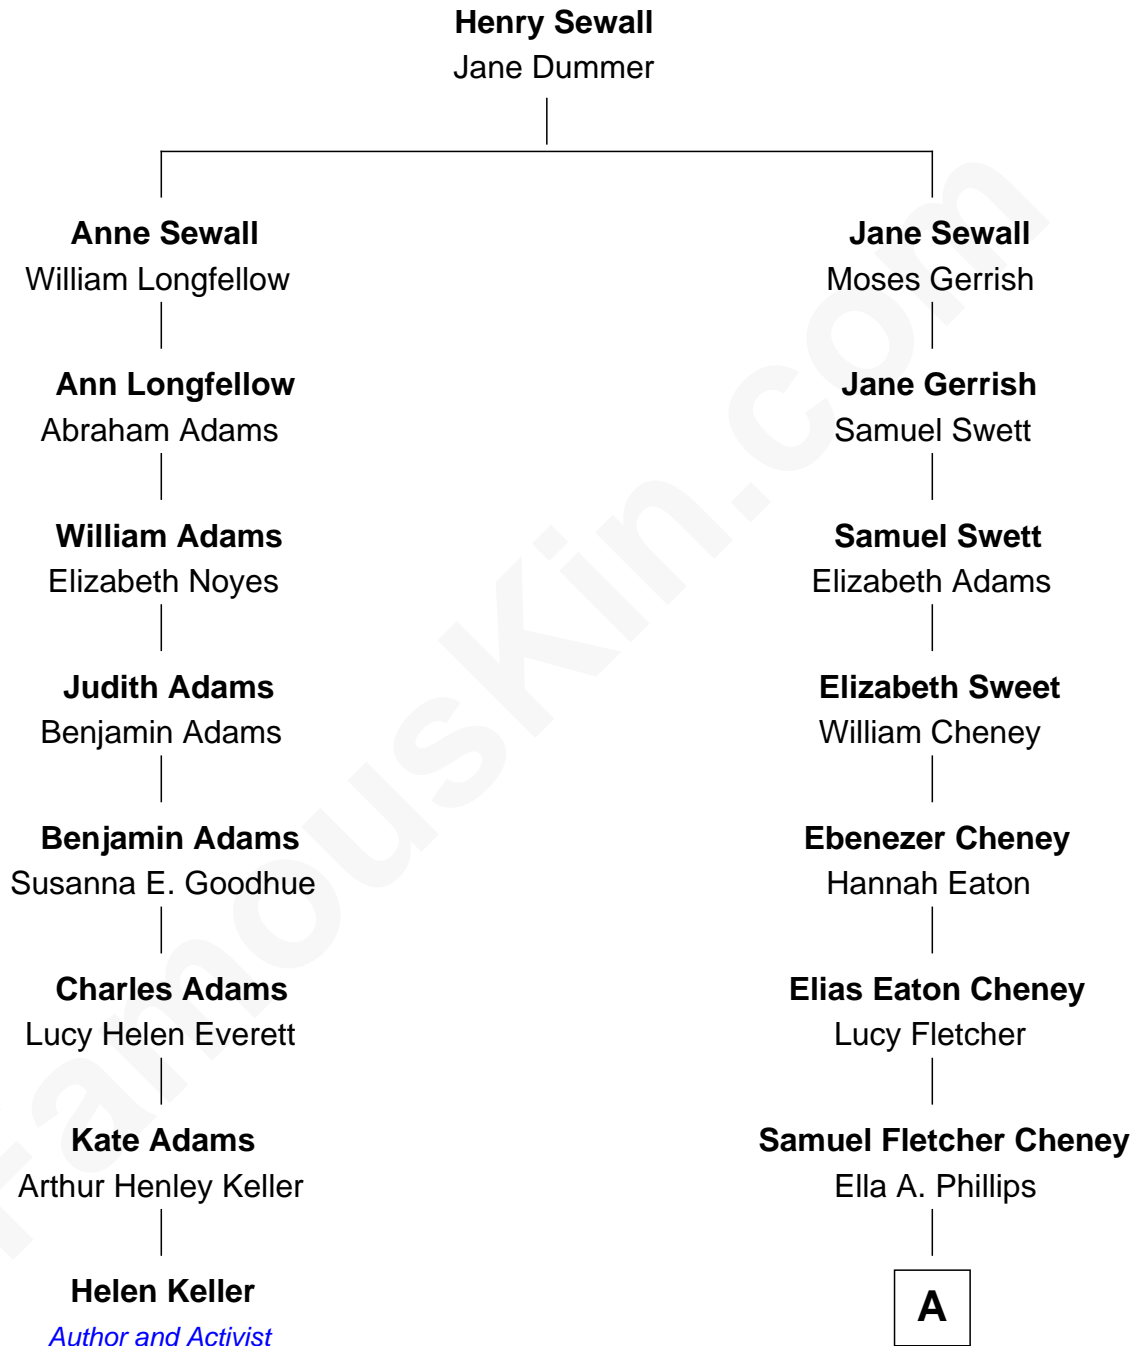 Henry Sewall
Jane Dummer
Anne Sewall
William Longfellow
Jane Sewall
Moses Gerrish
Ann Longfellow
Abraham Adams
Jane Gerrish
Samuel Swett
William Adams
Elizabeth Noyes
Samuel Swett
Elizabeth Adams
Judith Adams
Benjamin Adams
Elizabeth Sweet
William Cheney
Benjamin Adams
Susanna E. Goodhue
Ebenezer Cheney
Hannah Eaton
Charles Adams
Lucy Helen Everett
Elias Eaton Cheney
Lucy Fletcher
Kate Adams
Arthur Henley Keller
Samuel Fletcher Cheney
Ella A. Phillips
Helen Keller
Author and Activist
A
FamousKin.com